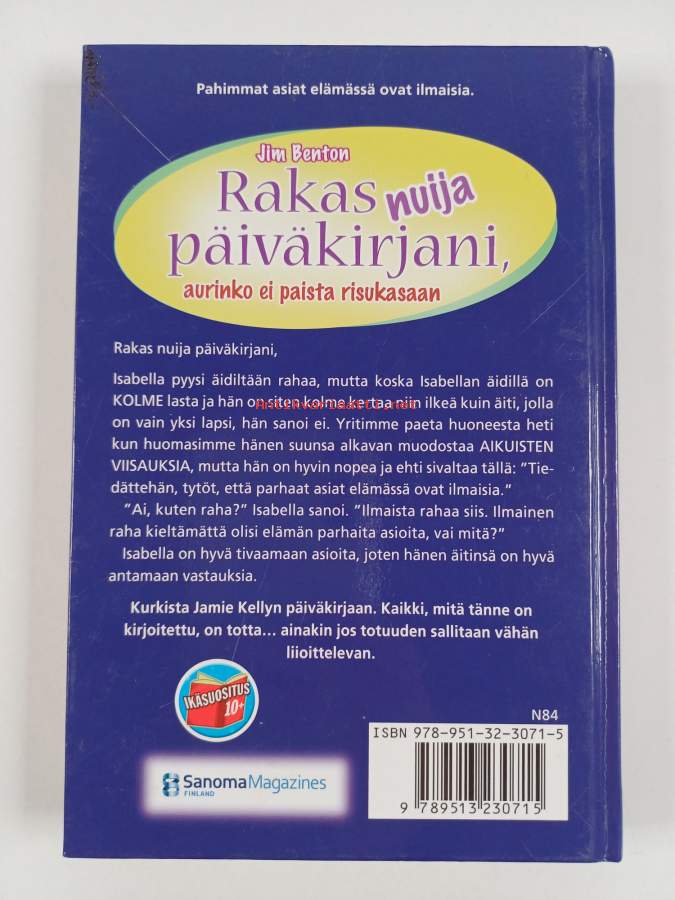 Pahimmat asiat elämässä ovat ilmaisia.
Jim Benton
Rakas nuija
päiväkirjani,
aurinko ei paista risukasaan
Rakas nuija päiväkirjani,
Isabella pyysi äidiltään rahaa, mutta koska Isabellan äidillä on
KOLME lasta ja hän on siten kolme kertaa niin ilkeä kuin äiti, jolla
on vain yksi lapsi, hän sanoi ei. Yritimme paeta huoneesta heti
kun huomasimme hänen suunsa alkavan muodostaa AIKUISTEN
VIISAUKSIA, mutta hän on hyvin nopea ja ehti sivaltaa tällä: ”Tie-
dättehän, tytöt, että parhaat asiat elämässä ovat ilmaisia.”
”Ai, kuten raha?” Isabella sanoi. ”Ilmaista rahaa siis. Ilmainen
raha kieltämättä olisi elämän parhaita asioita, vai mitä?”
Isabella on hyvä tivaamaan asioita, joten hänen äitinsä on hyvä
antamaan vastauksia.
Kurkista Jamie Kellyn päiväkirjaan. Kaikki, mitä tänne on
kirjoitettu, on totta... ainakin jos totuuden sallitaan vähän
liioittelevan.
IKÄSUOSITUS
10+
N84
ISBN 978-951-32-3071-5
SanomaMagazines
FINLAND
9 789513 230715
Antikvariaatti.net